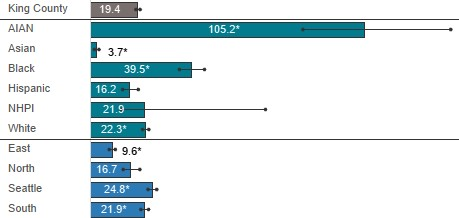 King County 19.4
AIAN 105.2*
Asian 3.7*
Black 39.5*
Hispanic 16.2
NHPI 21.9
White 22.3*
East 9.6*
North 16.7
Seattle 24.8*
South 21.9*